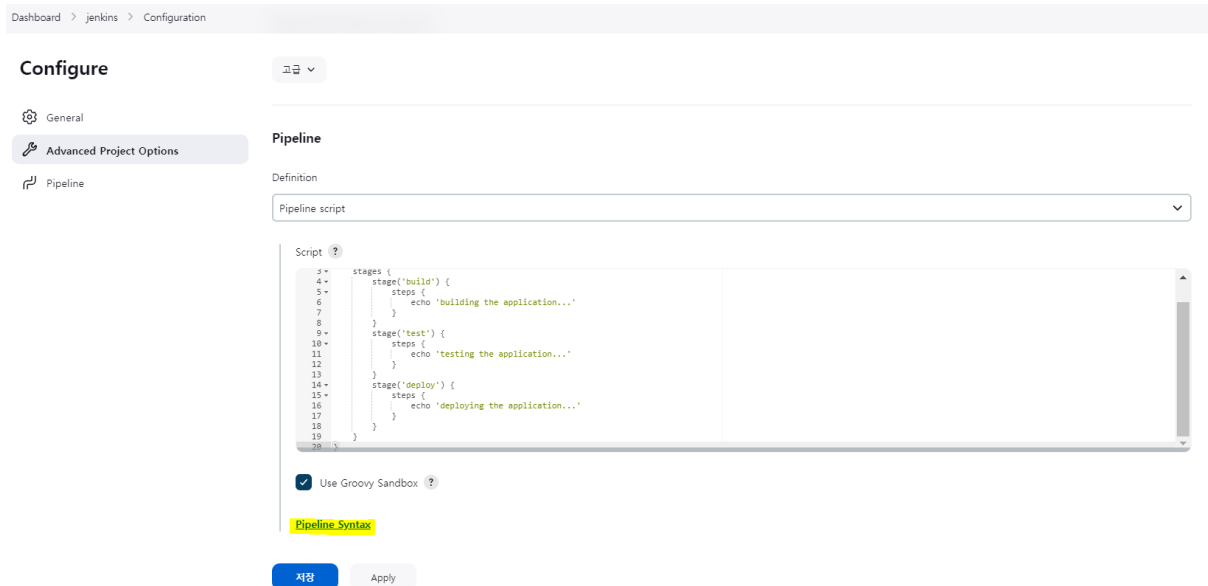 Dashboard > jenkins > Configuration
Configure
고급
General
Advanced Project Options
Pipeline
Pipeline
Definition
Pipeline script
Script ?
3 stages {
4 stage('build') {
5 steps {
6 echo 'building the application...'
7 }
8 }
9 stage('test') {
10 steps {
11 echo 'testing the application...'
12 }
13 }
14 stage('deploy') {
15 steps {
16 echo 'deploying the application...'
17 }
18 }
19 }
20 }
Use Groovy Sandbox ?
Pipeline Syntax
저장 Apply